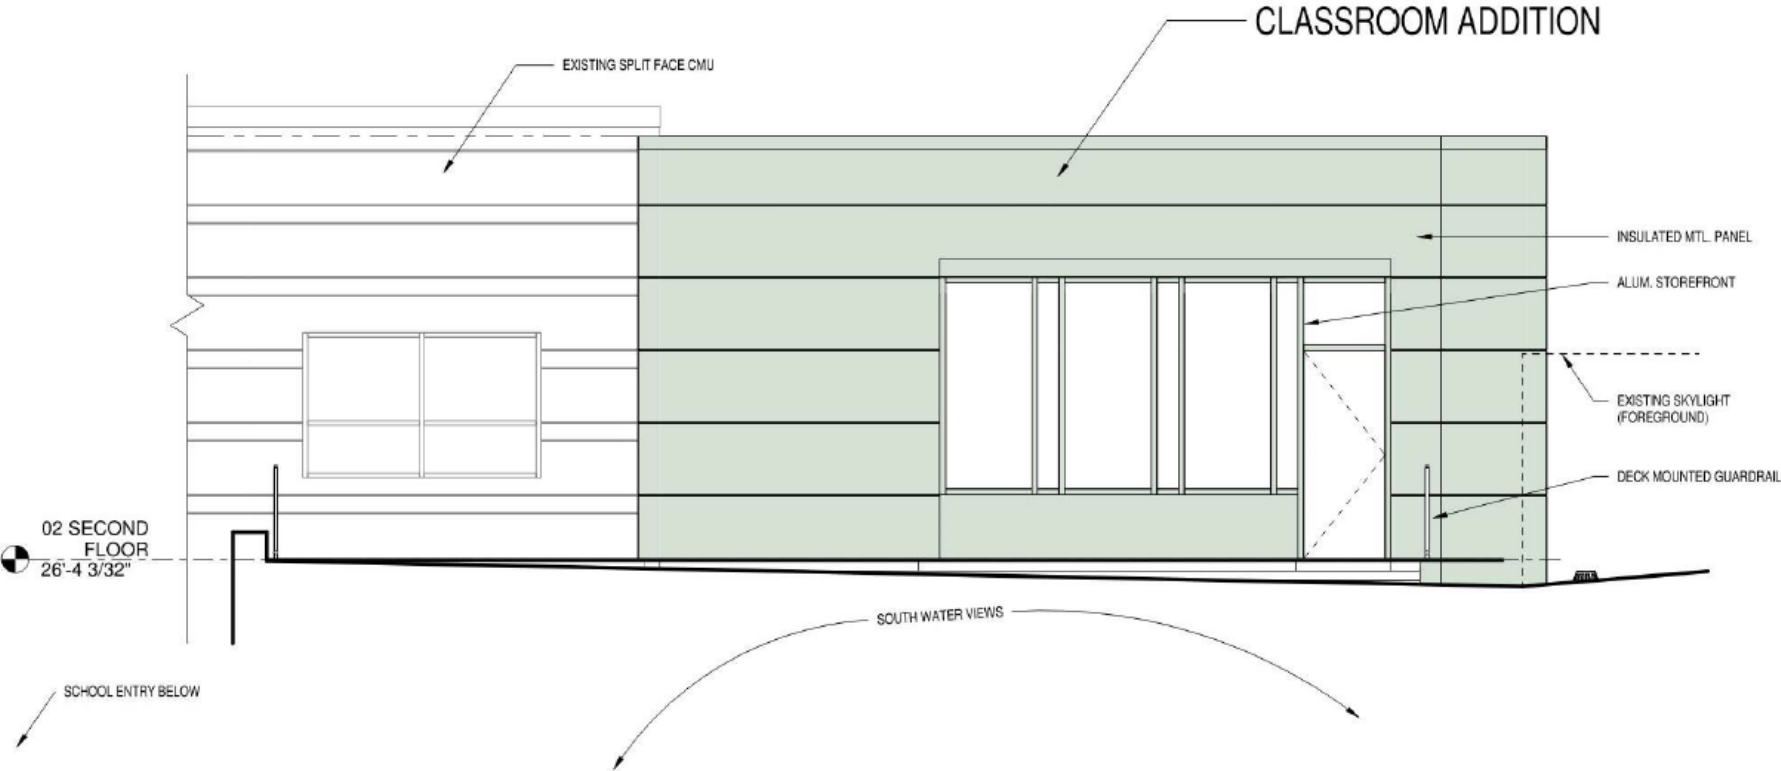 CLASSROOM ADDITION
EXISTING SPLIT FACE CMU
INSULATED MTL. PANEL
ALUM. STOREFRONT
EXISTING SKYLIGHT
(FOREGROUND)
DECK MOUNTED GUARDRAIL
02 SECOND
FLOOR
26'-4 3/32"
SOUTH WATER VIEWS
SCHOOL ENTRY BELOW